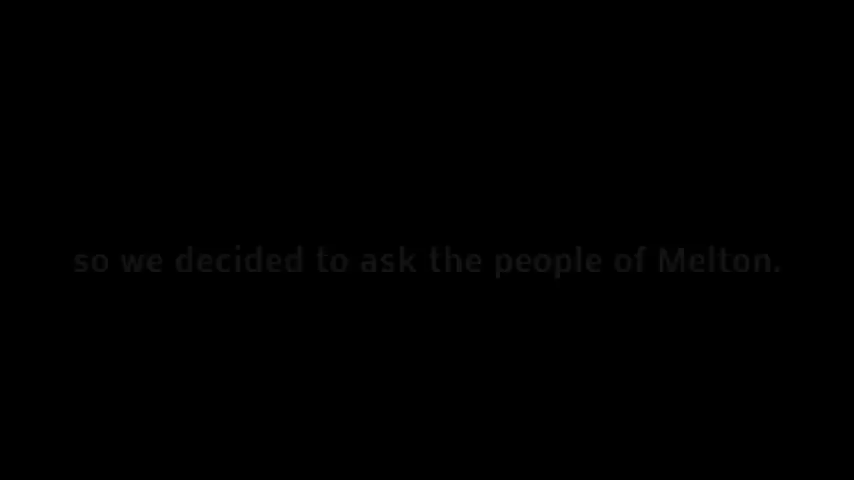 so we decided to ask the people of Melton.